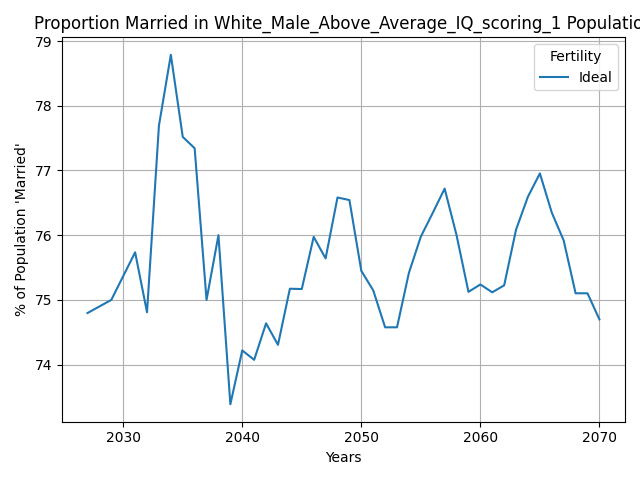 Proportion Married in White_Male_Above_Average_IQ_scoring_1 Populatio
79
78
77
76
75
74
% of Population 'Married'
Fertility
Ideal
2030 2040 2050 2060 2070
Years